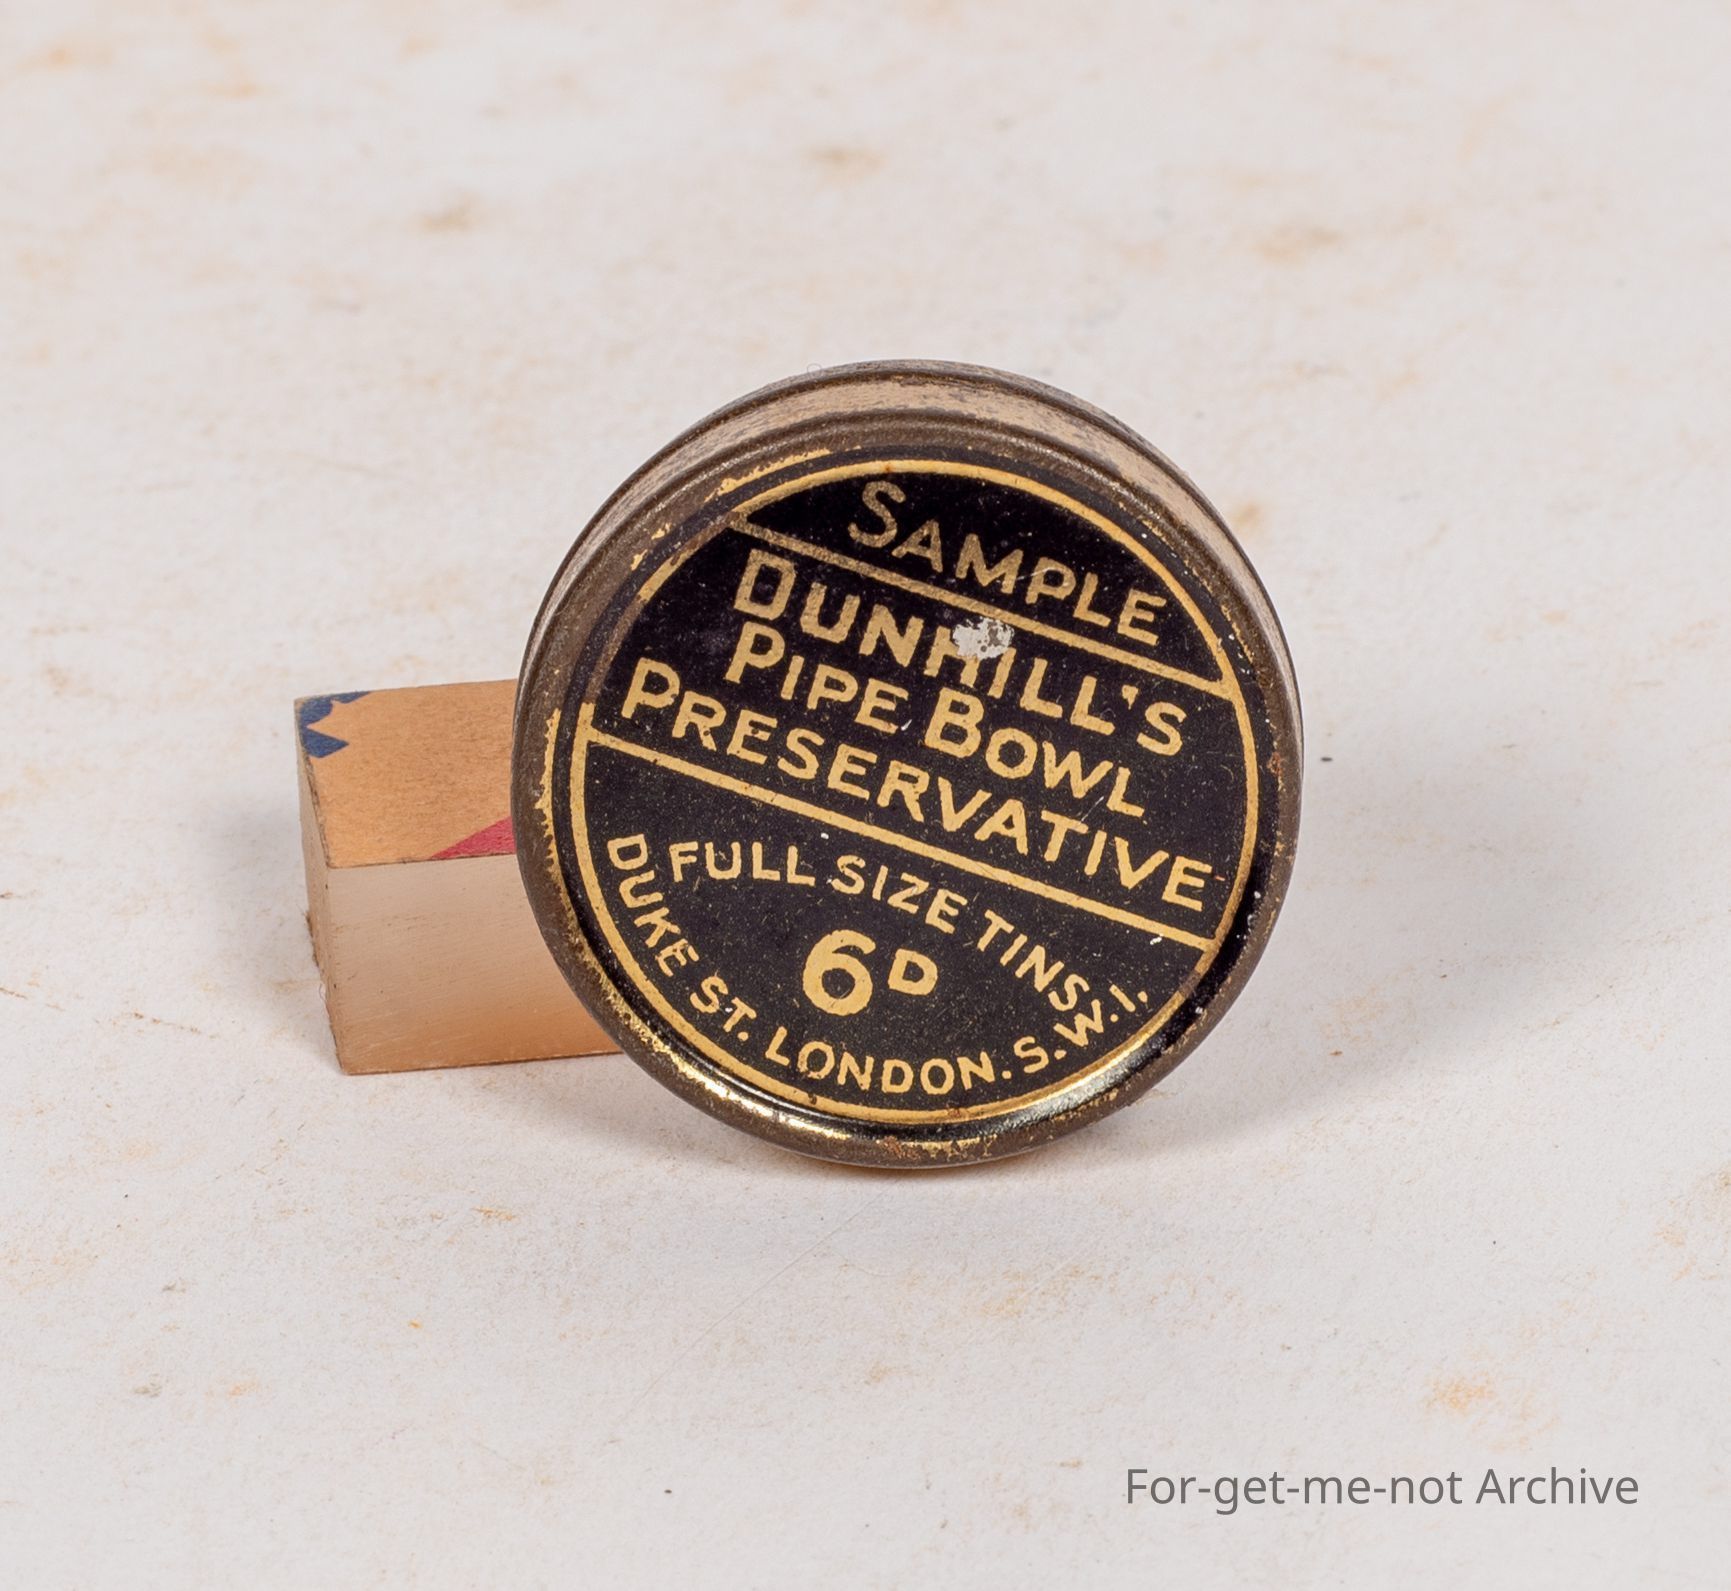 SAMPLE
DUNHILL'S
PIPE BOWL
PRESERVATIVE
FULL SIZE TINS
6D
DUKE ST. LONDON. S.W.1.
For-get-me-not Archive